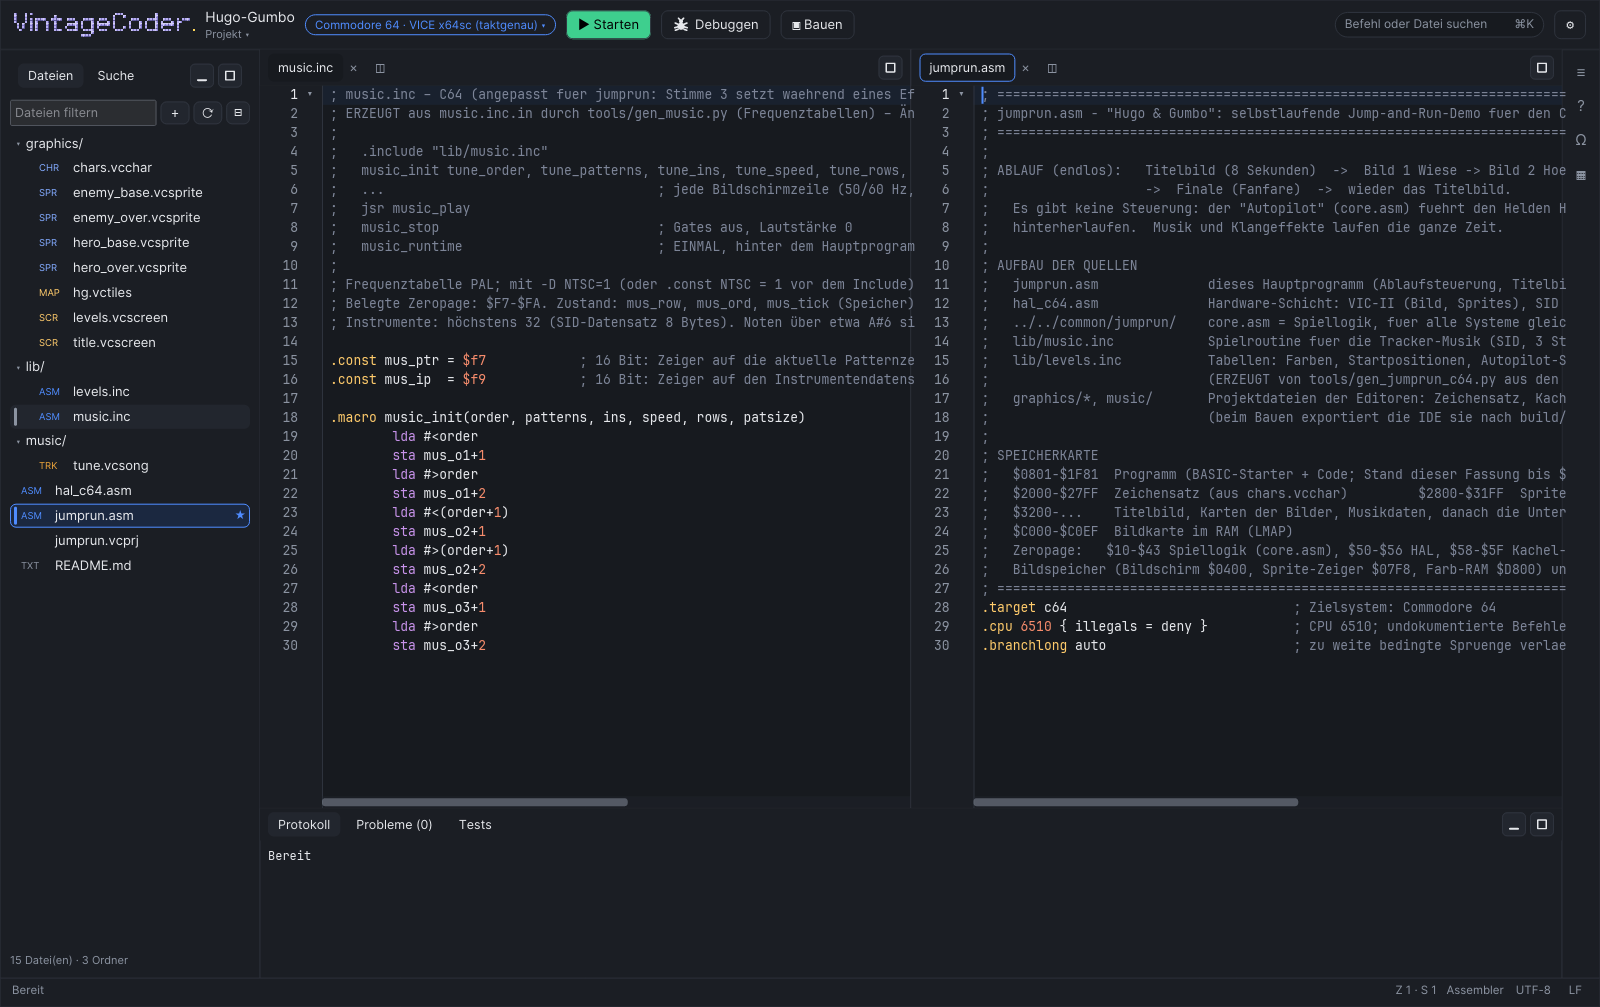 VintageCoder.
Hugo-Gumbo
Projekt
Commodore 64 · VICE x64sc (taktgenau)
Starten
Debuggen
Bauen
Befehl oder Datei suchen ⌘K
Dateien
Suche
Dateien filtern
graphics/
CHR chars.vcchar
SPR enemy_base.vcsprite
SPR enemy_over.vcsprite
SPR hero_base.vcsprite
SPR hero_over.vcsprite
MAP hg.vctiles
SCR levels.vcscreen
SCR title.vcscreen
lib/
ASM levels.inc
ASM music.inc
music/
TRK tune.vcsong
ASM hal_c64.asm
ASM jumprun.asm ★
jumprun.vcprj
TXT README.md
15 Datei(en) · 3 Ordner
music.inc ×
1 ; music.inc – C64 (angepasst fuer jumprun: Stimme 3 setzt waehrend eines Ef
2 ; ERZEUGT aus music.inc.in durch tools/gen_music.py (Frequenztabellen) – Än
3 ;
4 ;   .include "lib/music.inc"
5 ;   music_init tune_order, tune_patterns, tune_ins, tune_speed, tune_rows,
6 ;   ...                                   ; jede Bildschirmzeile (50/60 Hz,
7 ;   jsr music_play
8 ;   music_stop                            ; Gates aus, Lautstärke 0
9 ;   music_runtime                         ; EINMAL, hinter dem Hauptprogram
10 ;
11 ; Frequenztabelle PAL; mit -D NTSC=1 (oder .const NTSC = 1 vor dem Include)
12 ; Belegte Zeropage: $F7-$FA. Zustand: mus_row, mus_ord, mus_tick (Speicher)
13 ; Instrumente: höchstens 32 (SID-Datensatz 8 Bytes). Noten über etwa A#6 si
14
15 .const mus_ptr = $f7            ; 16 Bit: Zeiger auf die aktuelle Patternze
16 .const mus_ip  = $f9            ; 16 Bit: Zeiger auf den Instrumentendatens
17
18 .macro music_init(order, patterns, ins, speed, rows, patsize)
19         lda #<order
20         sta mus_o1+1
21         lda #>order
22         sta mus_o1+2
23         lda #<(order+1)
24         sta mus_o2+1
25         lda #>(order+1)
26         sta mus_o2+2
27         lda #<order
28         sta mus_o3+1
29         lda #>order
30         sta mus_o3+2
jumprun.asm ×
1 ; =========================================================================
2 ; jumprun.asm - "Hugo & Gumbo": selbstlaufende Jump-and-Run-Demo fuer den C
3 ; =========================================================================
4 ;
5 ; ABLAUF (endlos):   Titelbild (8 Sekunden)  ->  Bild 1 Wiese -> Bild 2 Hoe
6 ;                    ->  Finale (Fanfare)  ->  wieder das Titelbild.
7 ;   Es gibt keine Steuerung: der "Autopilot" (core.asm) fuehrt den Helden H
8 ;   hinterherlaufen.  Musik und Klangeffekte laufen die ganze Zeit.
9 ;
10 ; AUFBAU DER QUELLEN
11 ;   jumprun.asm              dieses Hauptprogramm (Ablaufsteuerung, Titelbi
12 ;   hal_c64.asm              Hardware-Schicht: VIC-II (Bild, Sprites), SID
13 ;   ../../common/jumprun/    core.asm = Spiellogik, fuer alle Systeme gleic
14 ;   lib/music.inc            Spielroutine fuer die Tracker-Musik (SID, 3 St
15 ;   lib/levels.inc           Tabellen: Farben, Startpositionen, Autopilot-S
16 ;                            (ERZEUGT von tools/gen_jumprun_c64.py aus den
17 ;   graphics/*, music/       Projektdateien der Editoren: Zeichensatz, Kach
18 ;                            (beim Bauen exportiert die IDE sie nach build/
19 ;
20 ; SPEICHERKARTE
21 ;   $0801-$1F81  Programm (BASIC-Starter + Code; Stand dieser Fassung bis $
22 ;   $2000-$27FF  Zeichensatz (aus chars.vcchar)         $2800-$31FF  Sprite
23 ;   $3200-...    Titelbild, Karten der Bilder, Musikdaten, danach die Unter
24 ;   $C000-$C0EF  Bildkarte im RAM (LMAP)
25 ;   Zeropage:   $10-$43 Spiellogik (core.asm), $50-$56 HAL, $58-$5F Kachel-
26 ;   Bildspeicher (Bildschirm $0400, Sprite-Zeiger $07F8, Farb-RAM $D800) un
27 ; =========================================================================
28 .target c64                             ; Zielsystem: Commodore 64
29 .cpu 6510 { illegals = deny }           ; CPU 6510; undokumentierte Befehle
30 .branchlong auto                        ; zu weite bedingte Spruenge verlae
Protokoll
Probleme (0)
Tests
Bereit
Bereit
Z 1 · S 1 Assembler UTF-8 LF